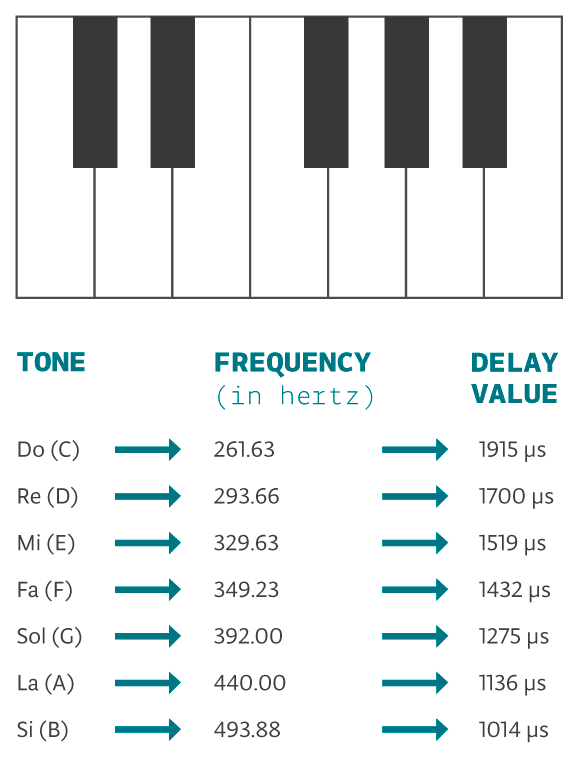 TONE FREQUENCY DELAY
(in hertz) VALUE
Do (C) 261.63 1915 µs
Re (D) 293.66 1700 µs
Mi (E) 329.63 1519 µs
Fa (F) 349.23 1432 µs
Sol (G) 392.00 1275 µs
La (A) 440.00 1136 µs
Si (B) 493.88 1014 µs